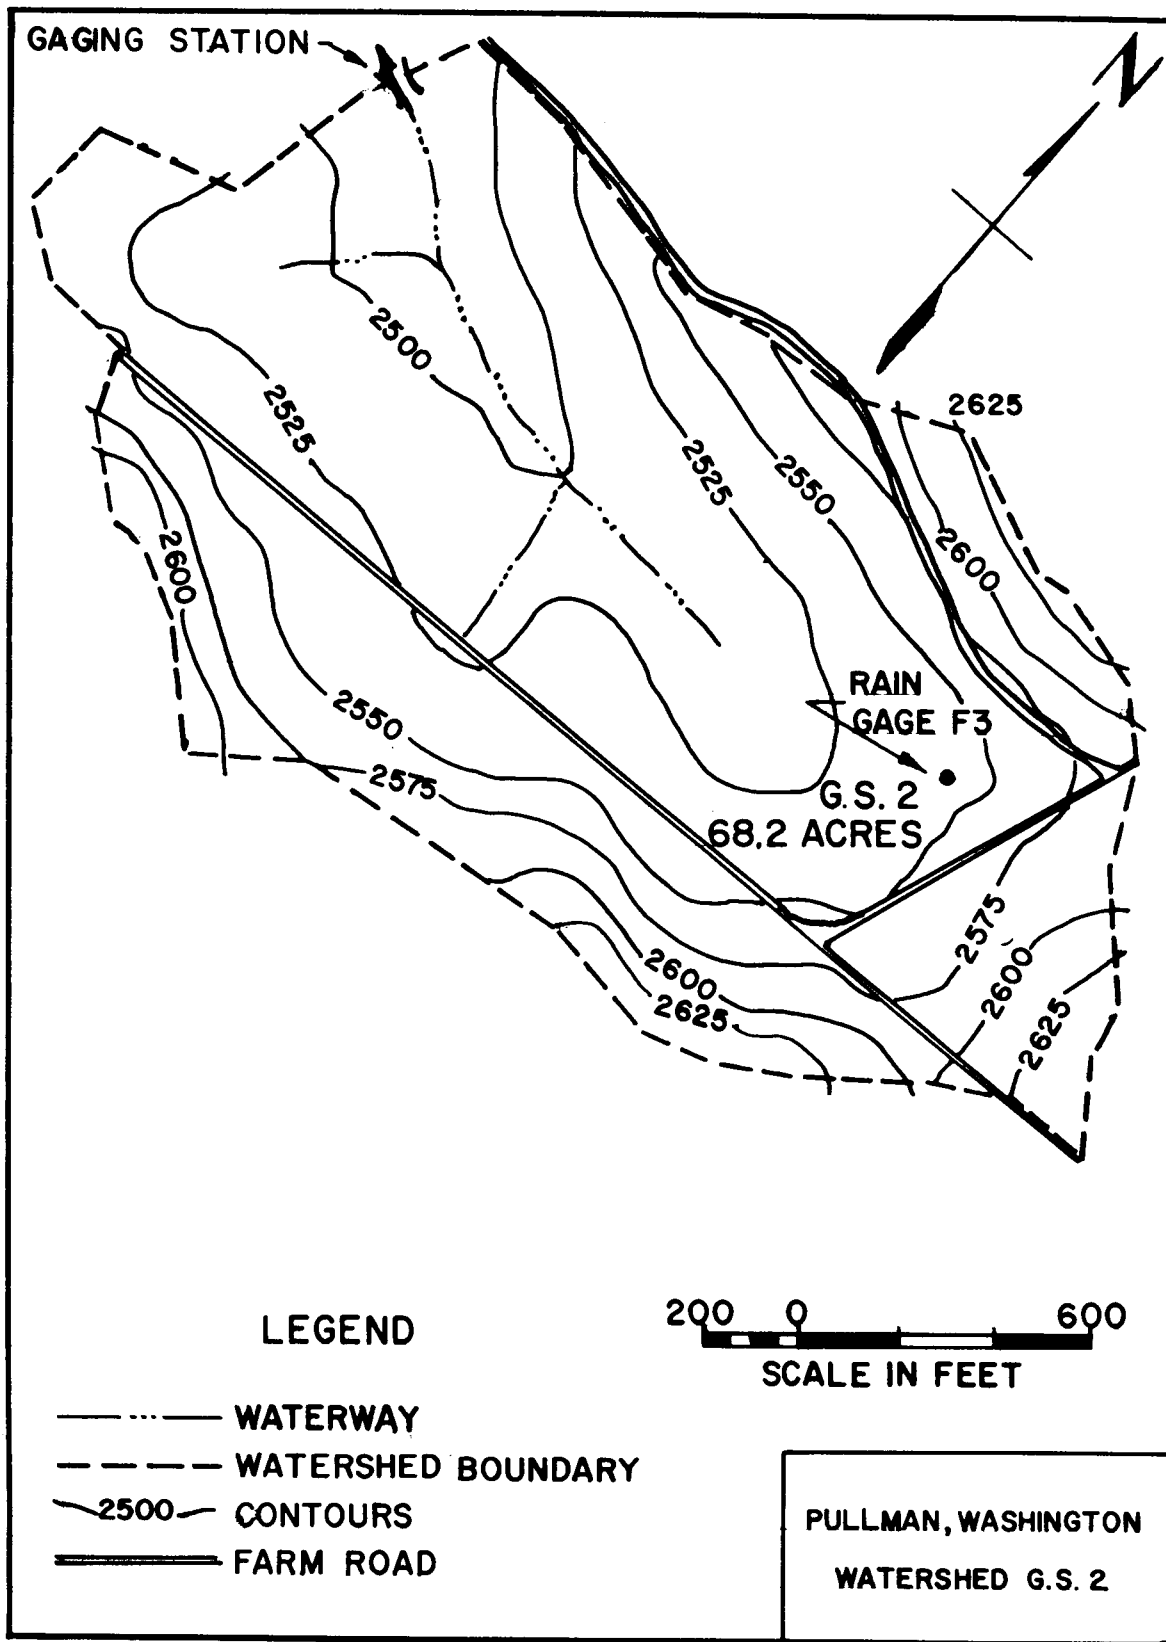 GAGING STATION
N
2500
2525
2625
2525
2550
2600
2600
2550
2575
RAIN
GAGE F3
G.S. 2
68.2 ACRES
2575
2600
2625
2600
2625
LEGEND
WATERWAY
WATERSHED BOUNDARY
2500 CONTOURS
FARM ROAD
200 0 600
SCALE IN FEET
PULLMAN, WASHINGTON
WATERSHED G.S. 2